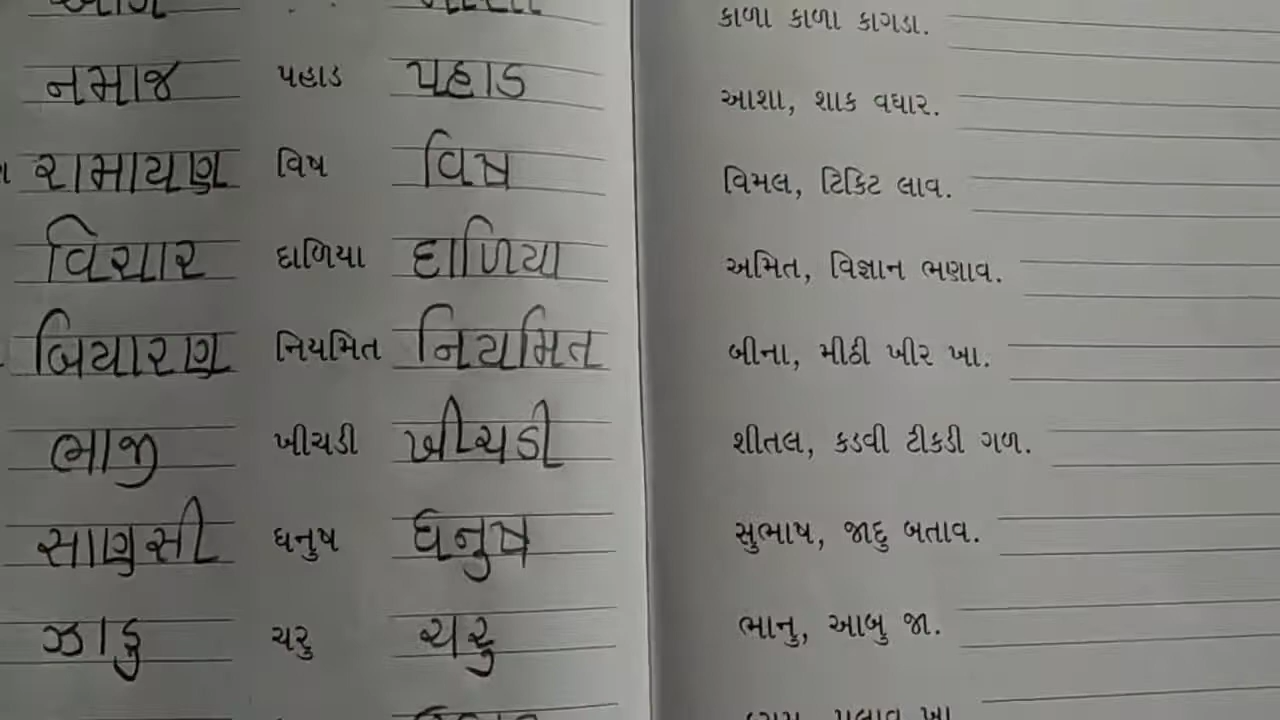 નમાજ પહાડ પહાડ
રામાયણ વિષ વિષ
વિચાર દાળિયા દાળિયા
બિયારણ નિયમિત નિયમિત
ભાજી ખીચડી ખીચડી
સાણસી ધનુષ ધનુષ
ઝાડુ ચરુ ચરુ
કાળા કાળા કાગડા.
આશા, શાક વઘાર.
વિમલ, ટિકિટ લાવ.
અમિત, વિજ્ઞાન ભણાવ.
બીના, મીઠી ખીર ખા.
શીતલ, કડવી ટીકડી ગળ.
સુભાષ, જાદુ બતાવ.
ભાનુ, આબુ જા.